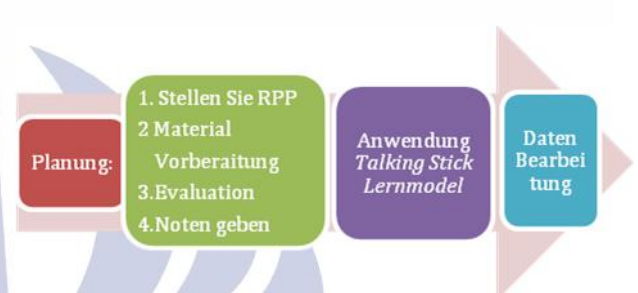 Planung:
1. Stellen Sie RPP
2 Material
Vorberaitung
3.Evaluation
4.Noten geben
Anwendung
Talking Stick
Lernmodel
Daten
Bearbei
tung